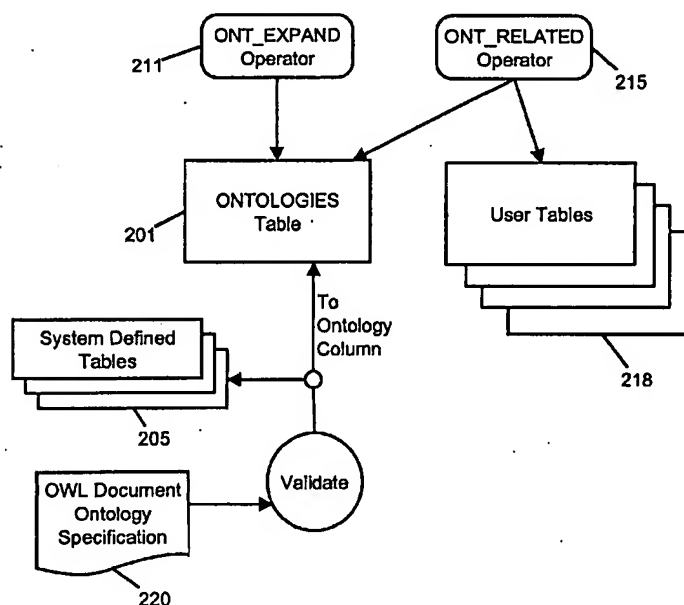 ONT_EXPAND
Operator
211
ONT_RELATED
Operator
215
ONTOLOGIES
Table
201
User Tables
218
To
Ontology
Column
System Defined
Tables
205
Validate
OWL Document
Ontology
Specification
220